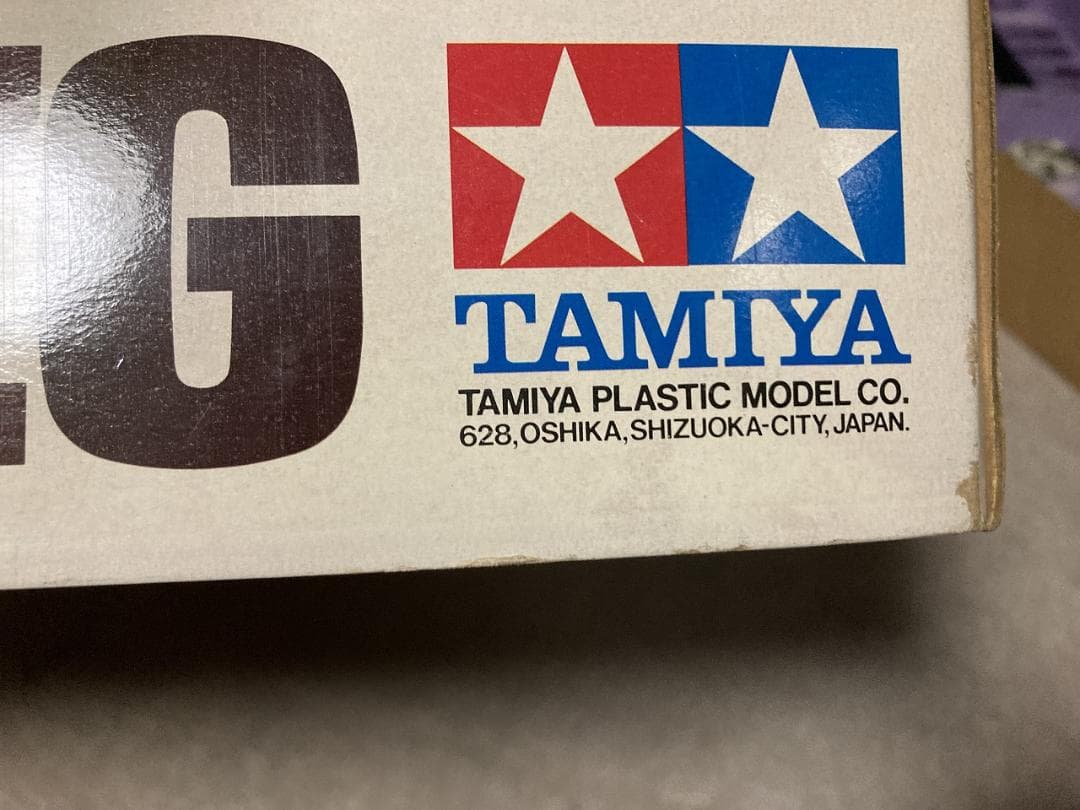 G
TAMIYA
TAMIYA PLASTIC MODEL CO.
628,OSHIKA,SHIZUOKA-CITY,JAPAN.